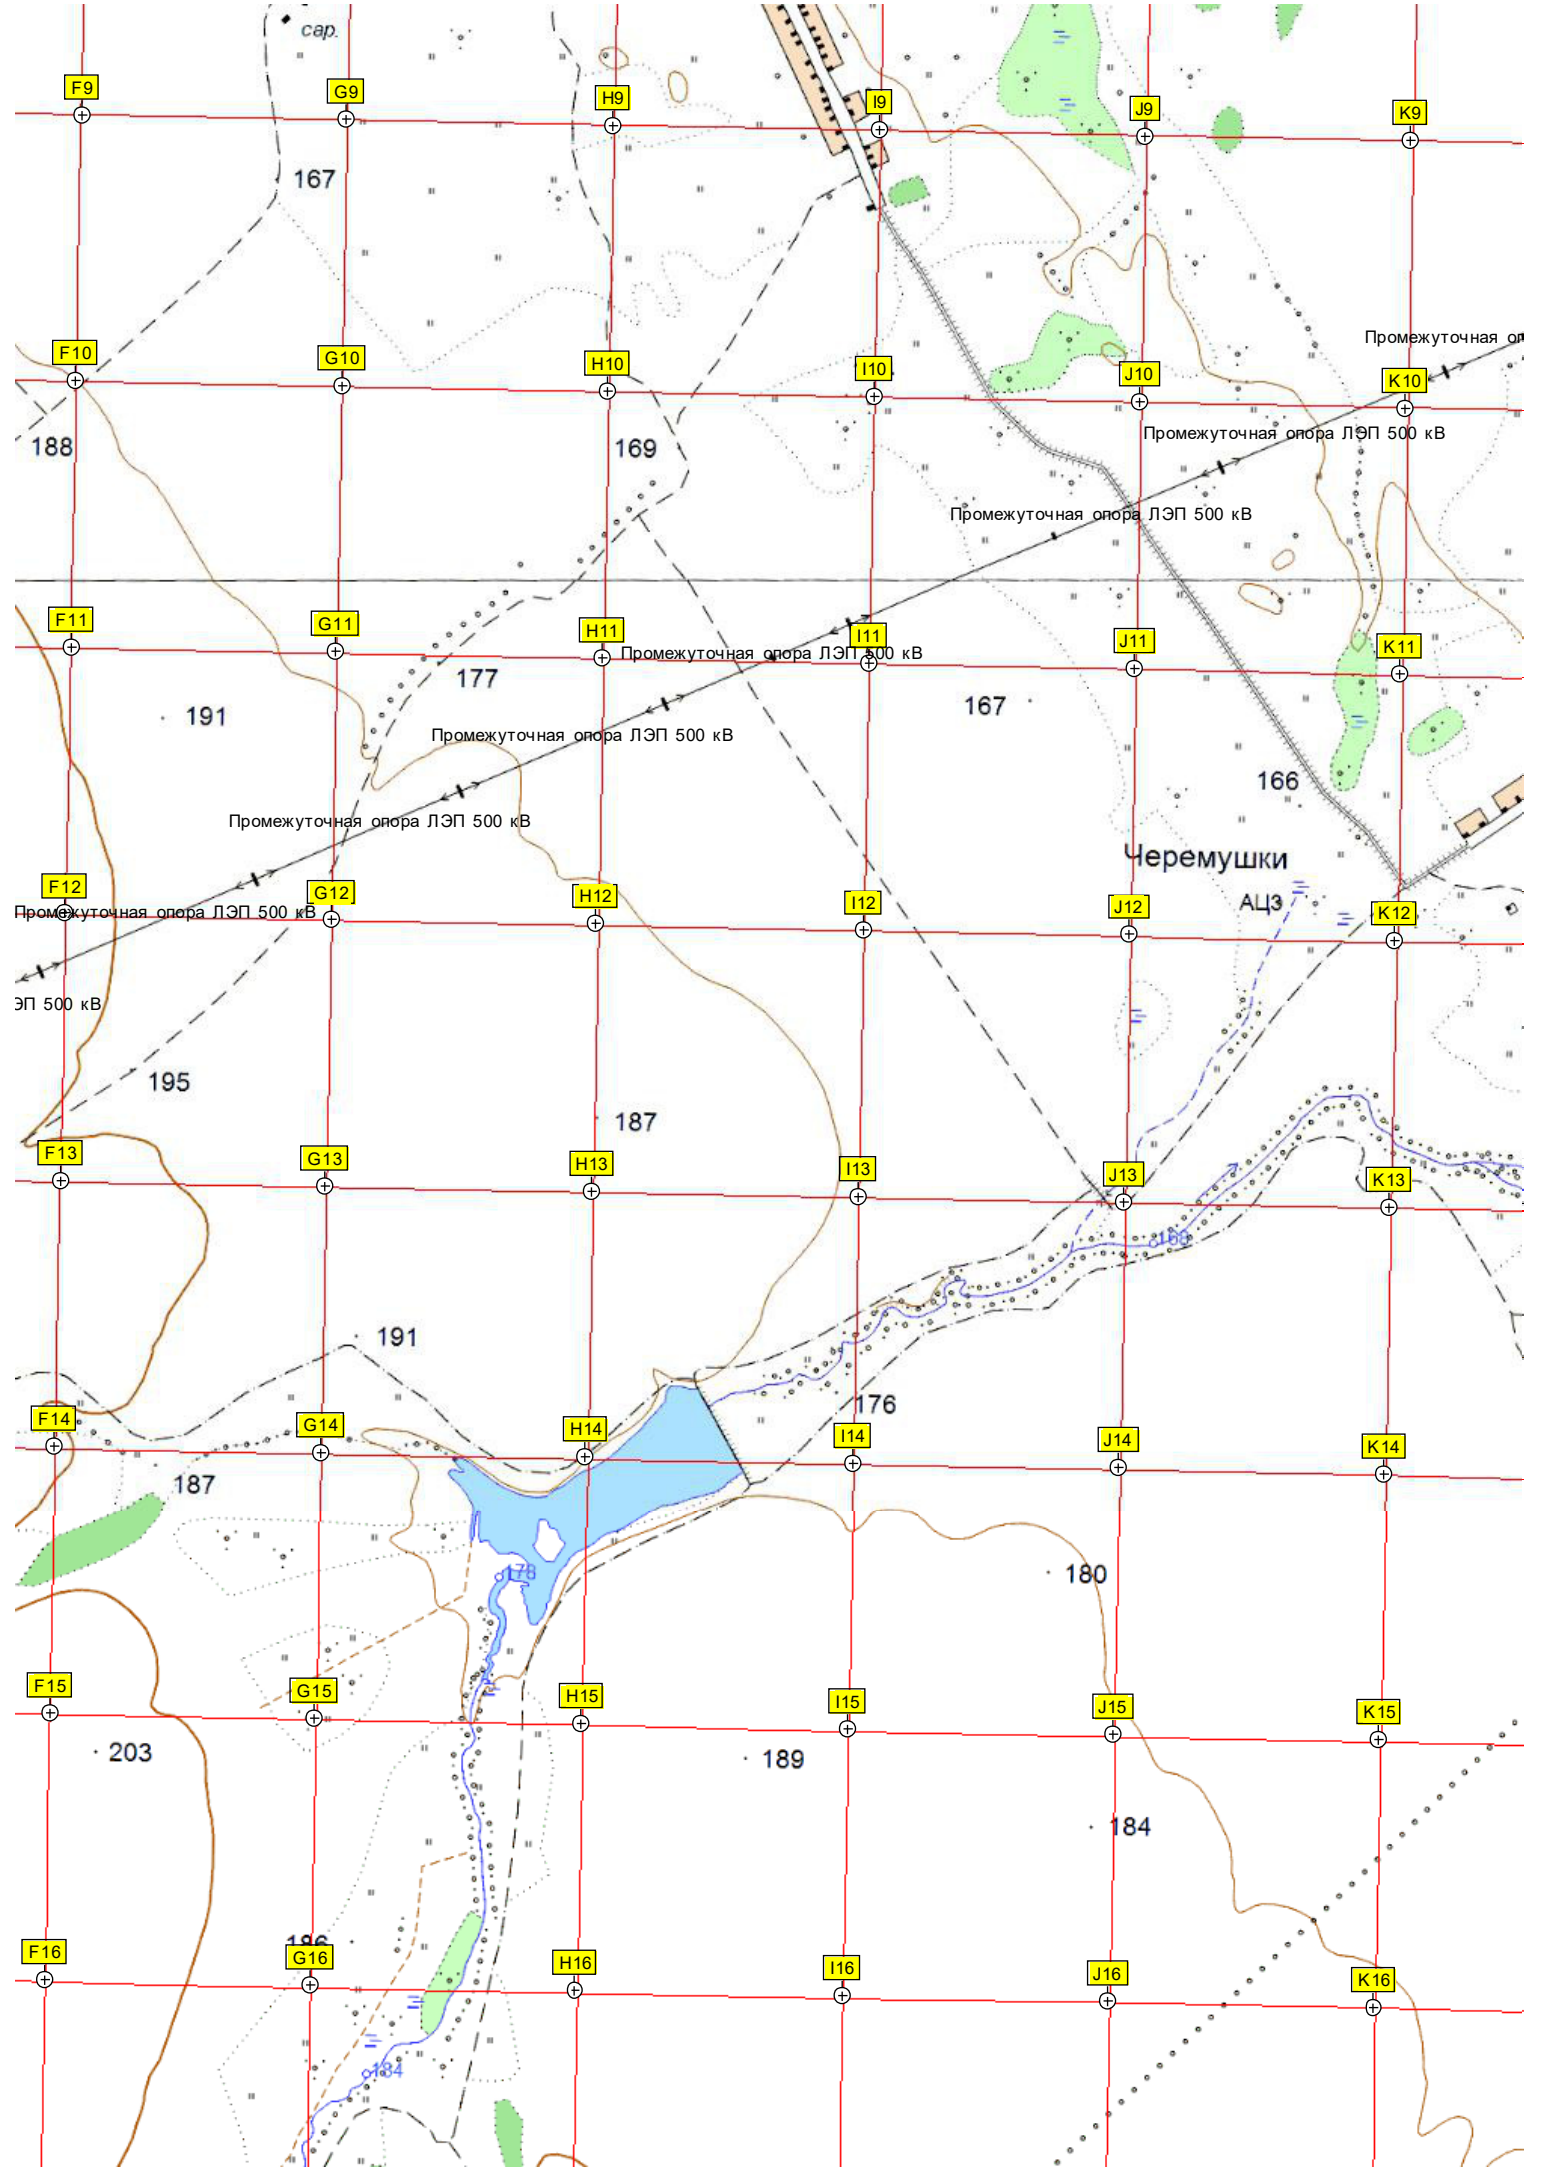 сар.
F9
G9
H9
I9
J9
K9
167
Промежуточная оп
F10
G10
H10
I10
J10
K10
188
169
Промежуточная опора ЛЭП 500 кВ
Промежуточная опора ЛЭП 500 кВ
F11
G11
H11
I11
J11
K11
Промежуточная опора ЛЭП 500 кВ
177
191
167
Промежуточная опора ЛЭП 500 кВ
166
Промежуточная опора ЛЭП 500 кВ
Черемушки
F12
G12
H12
I12
J12
K12
АЦЗ
Промежуточная опора ЛЭП 500 кВ
ЭП 500 кВ
195
187
F13
G13
H13
I13
J13
K13
168
191
176
F14
G14
H14
I14
J14
K14
187
178
180
F15
G15
H15
I15
J15
K15
203
189
184
186
F16
G16
H16
I16
J16
K16
184